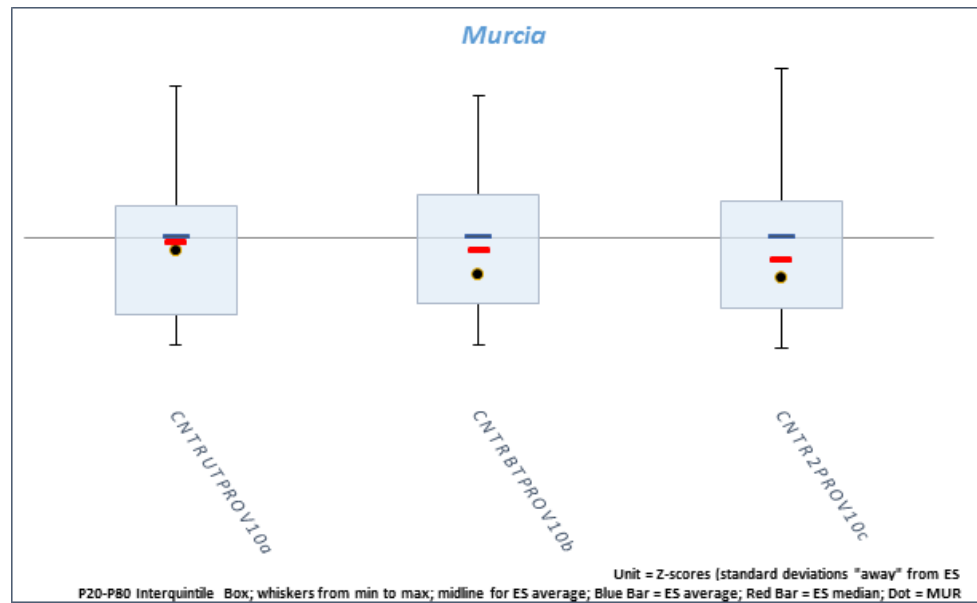 Murcia
CNTRUTPROV10a
CNTRBTPROV10b
CNTR2PROV10c
Unit = Z-scores (standard deviations "away" from ES
P20-P80 Interquintile Box; whiskers from min to max; midline for ES average; Blue Bar = ES average; Red Bar = ES median; Dot = MUR